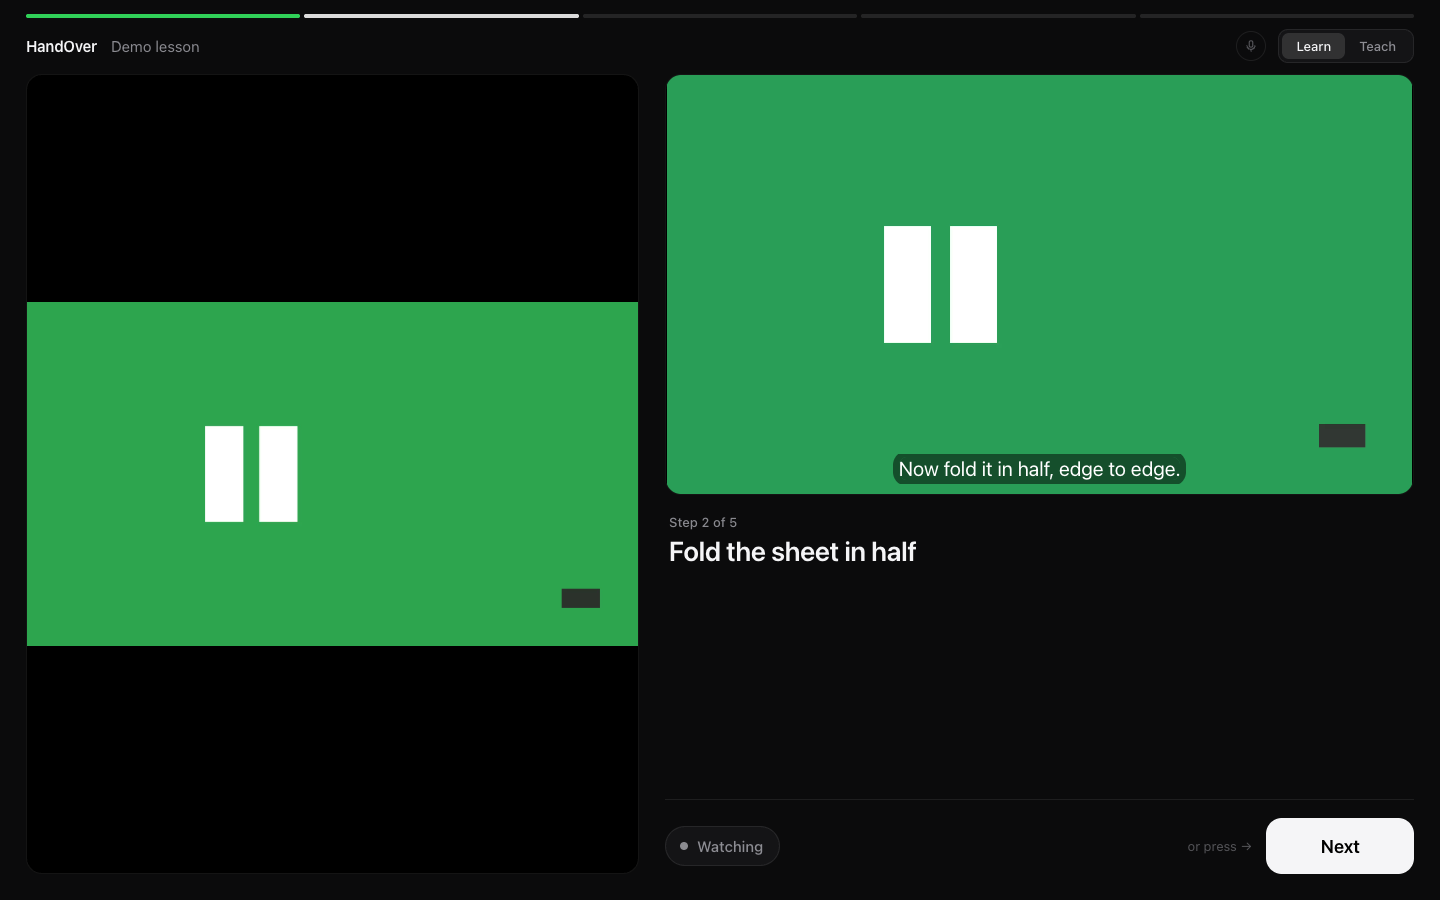 HandOver Demo lesson
Learn Teach
Now fold it in half, edge to edge.
Step 2 of 5
Fold the sheet in half
Watching
or press →
Next